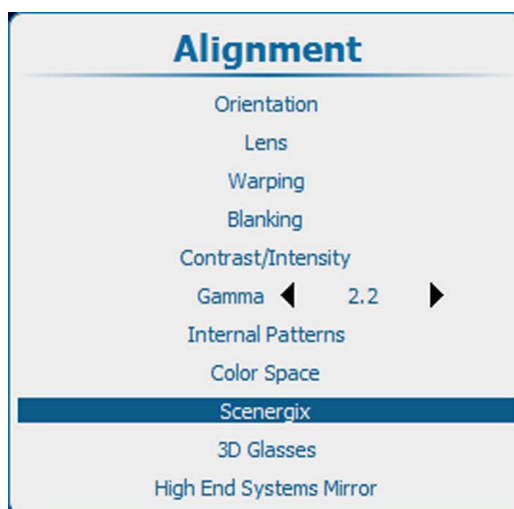 Alignment
Orientation
Lens
Warping
Blanking
Contrast/Intensity
Gamma 2.2
Internal Patterns
Color Space
Scenergix
3D Glasses
High End Systems Mirror